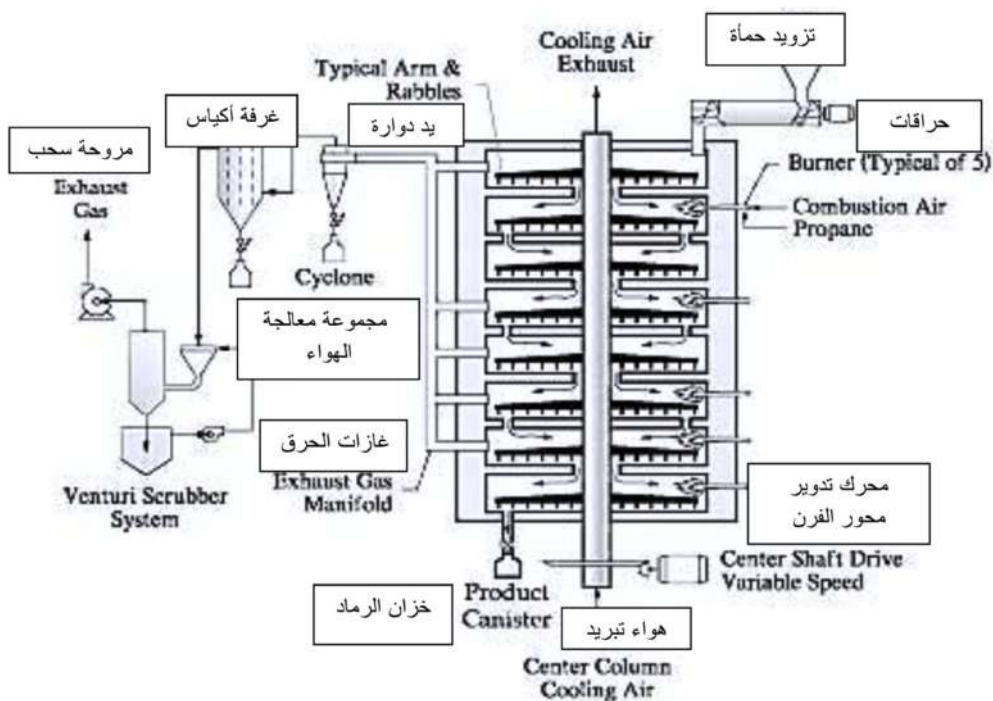 تزويد حمأة
Cooling Air
Exhaust
Typical Arm &
Rabbles
غرفة أكياس
يد دوارة
حراقات
مروحة سحب
Exhaust
Gas
Burner (Typical of 5)
Combustion Air
Propane
Cyclone
مجموعة معالجة
الهواء
غازات الحرق
Exhaust Gas
Manifold
Venturi Scrubber
System
محرك تدوير
محور الفرن
Center Shaft Drive
Variable Speed
خزان الرماد
Product
Canister
هواء تبريد
Center Column
Cooling Air